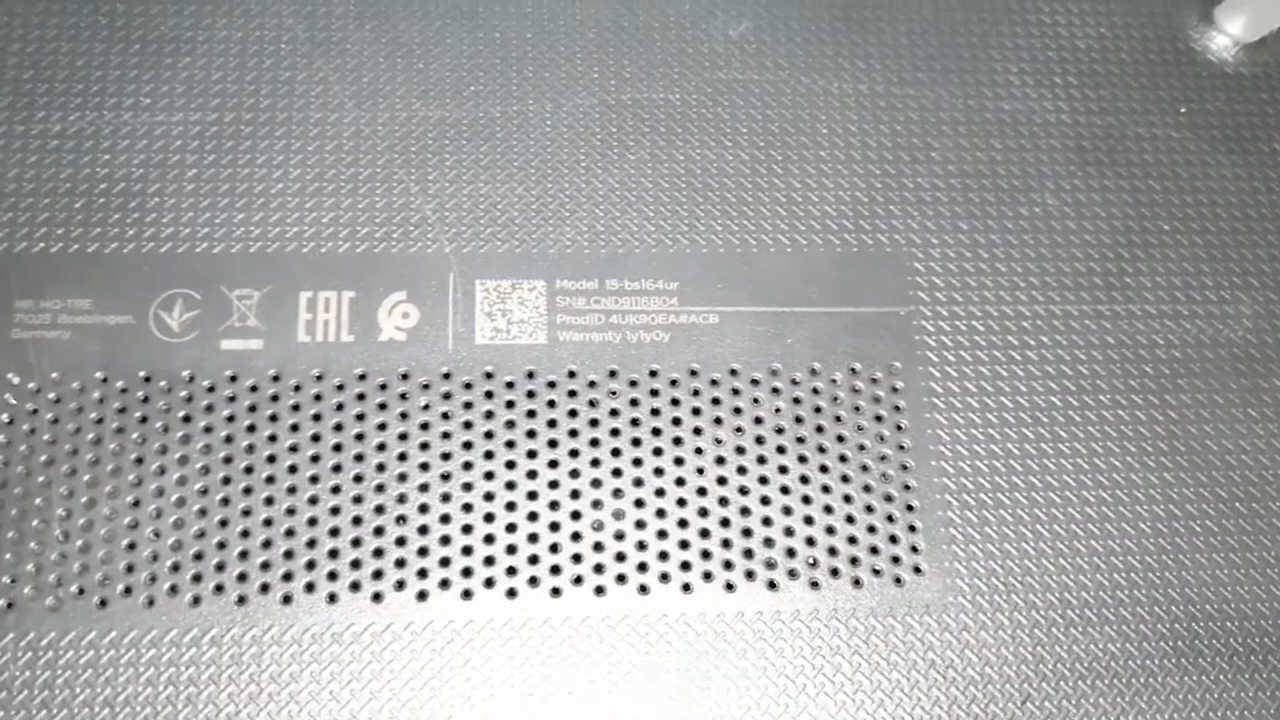 HP, HQ-TRE,
71025 Boeblingen,
Germany
EAC
Model 15-bs164ur
SN# CND9116B04
ProdID 4UK90EA#ACB
Warranty 1y1y0y